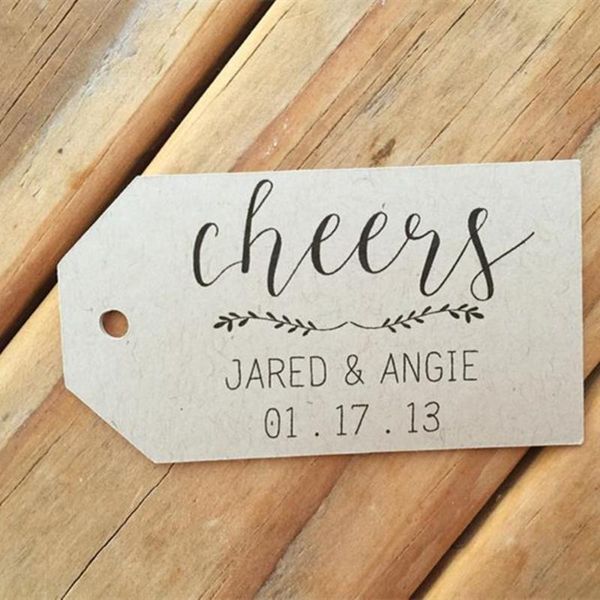 cheers
JARED & ANGIE
01.17.13